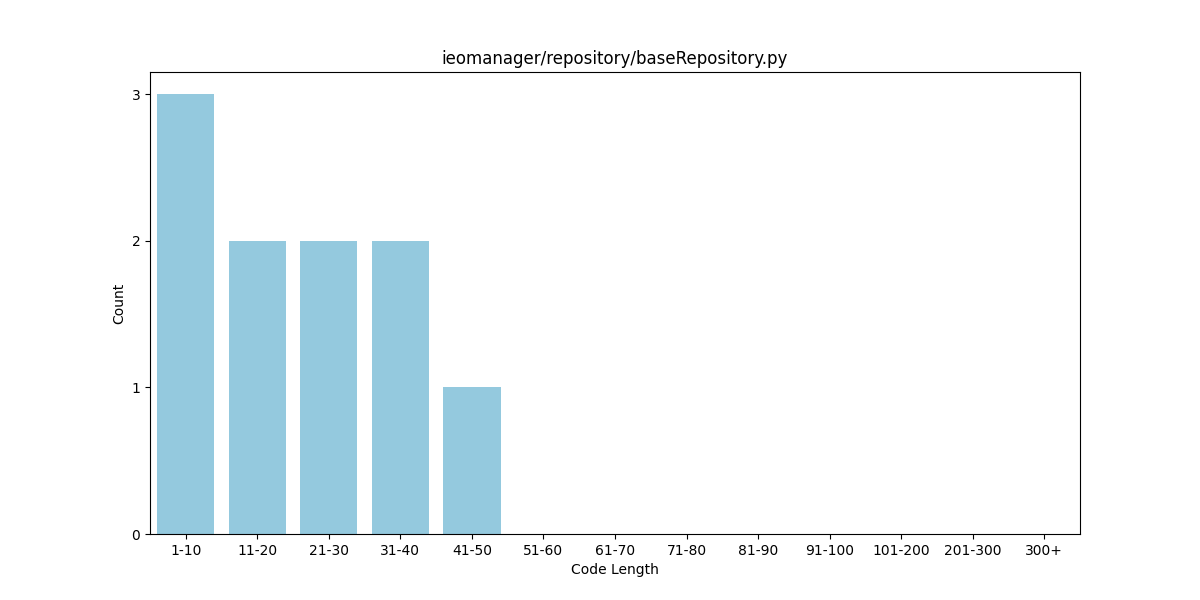 ieomanager/repository/baseRepository.py
3
2
1
0
Count
1-10 11-20 21-30 31-40 41-50 51-60 61-70 71-80 81-90 91-100 101-200 201-300 300+
Code Length